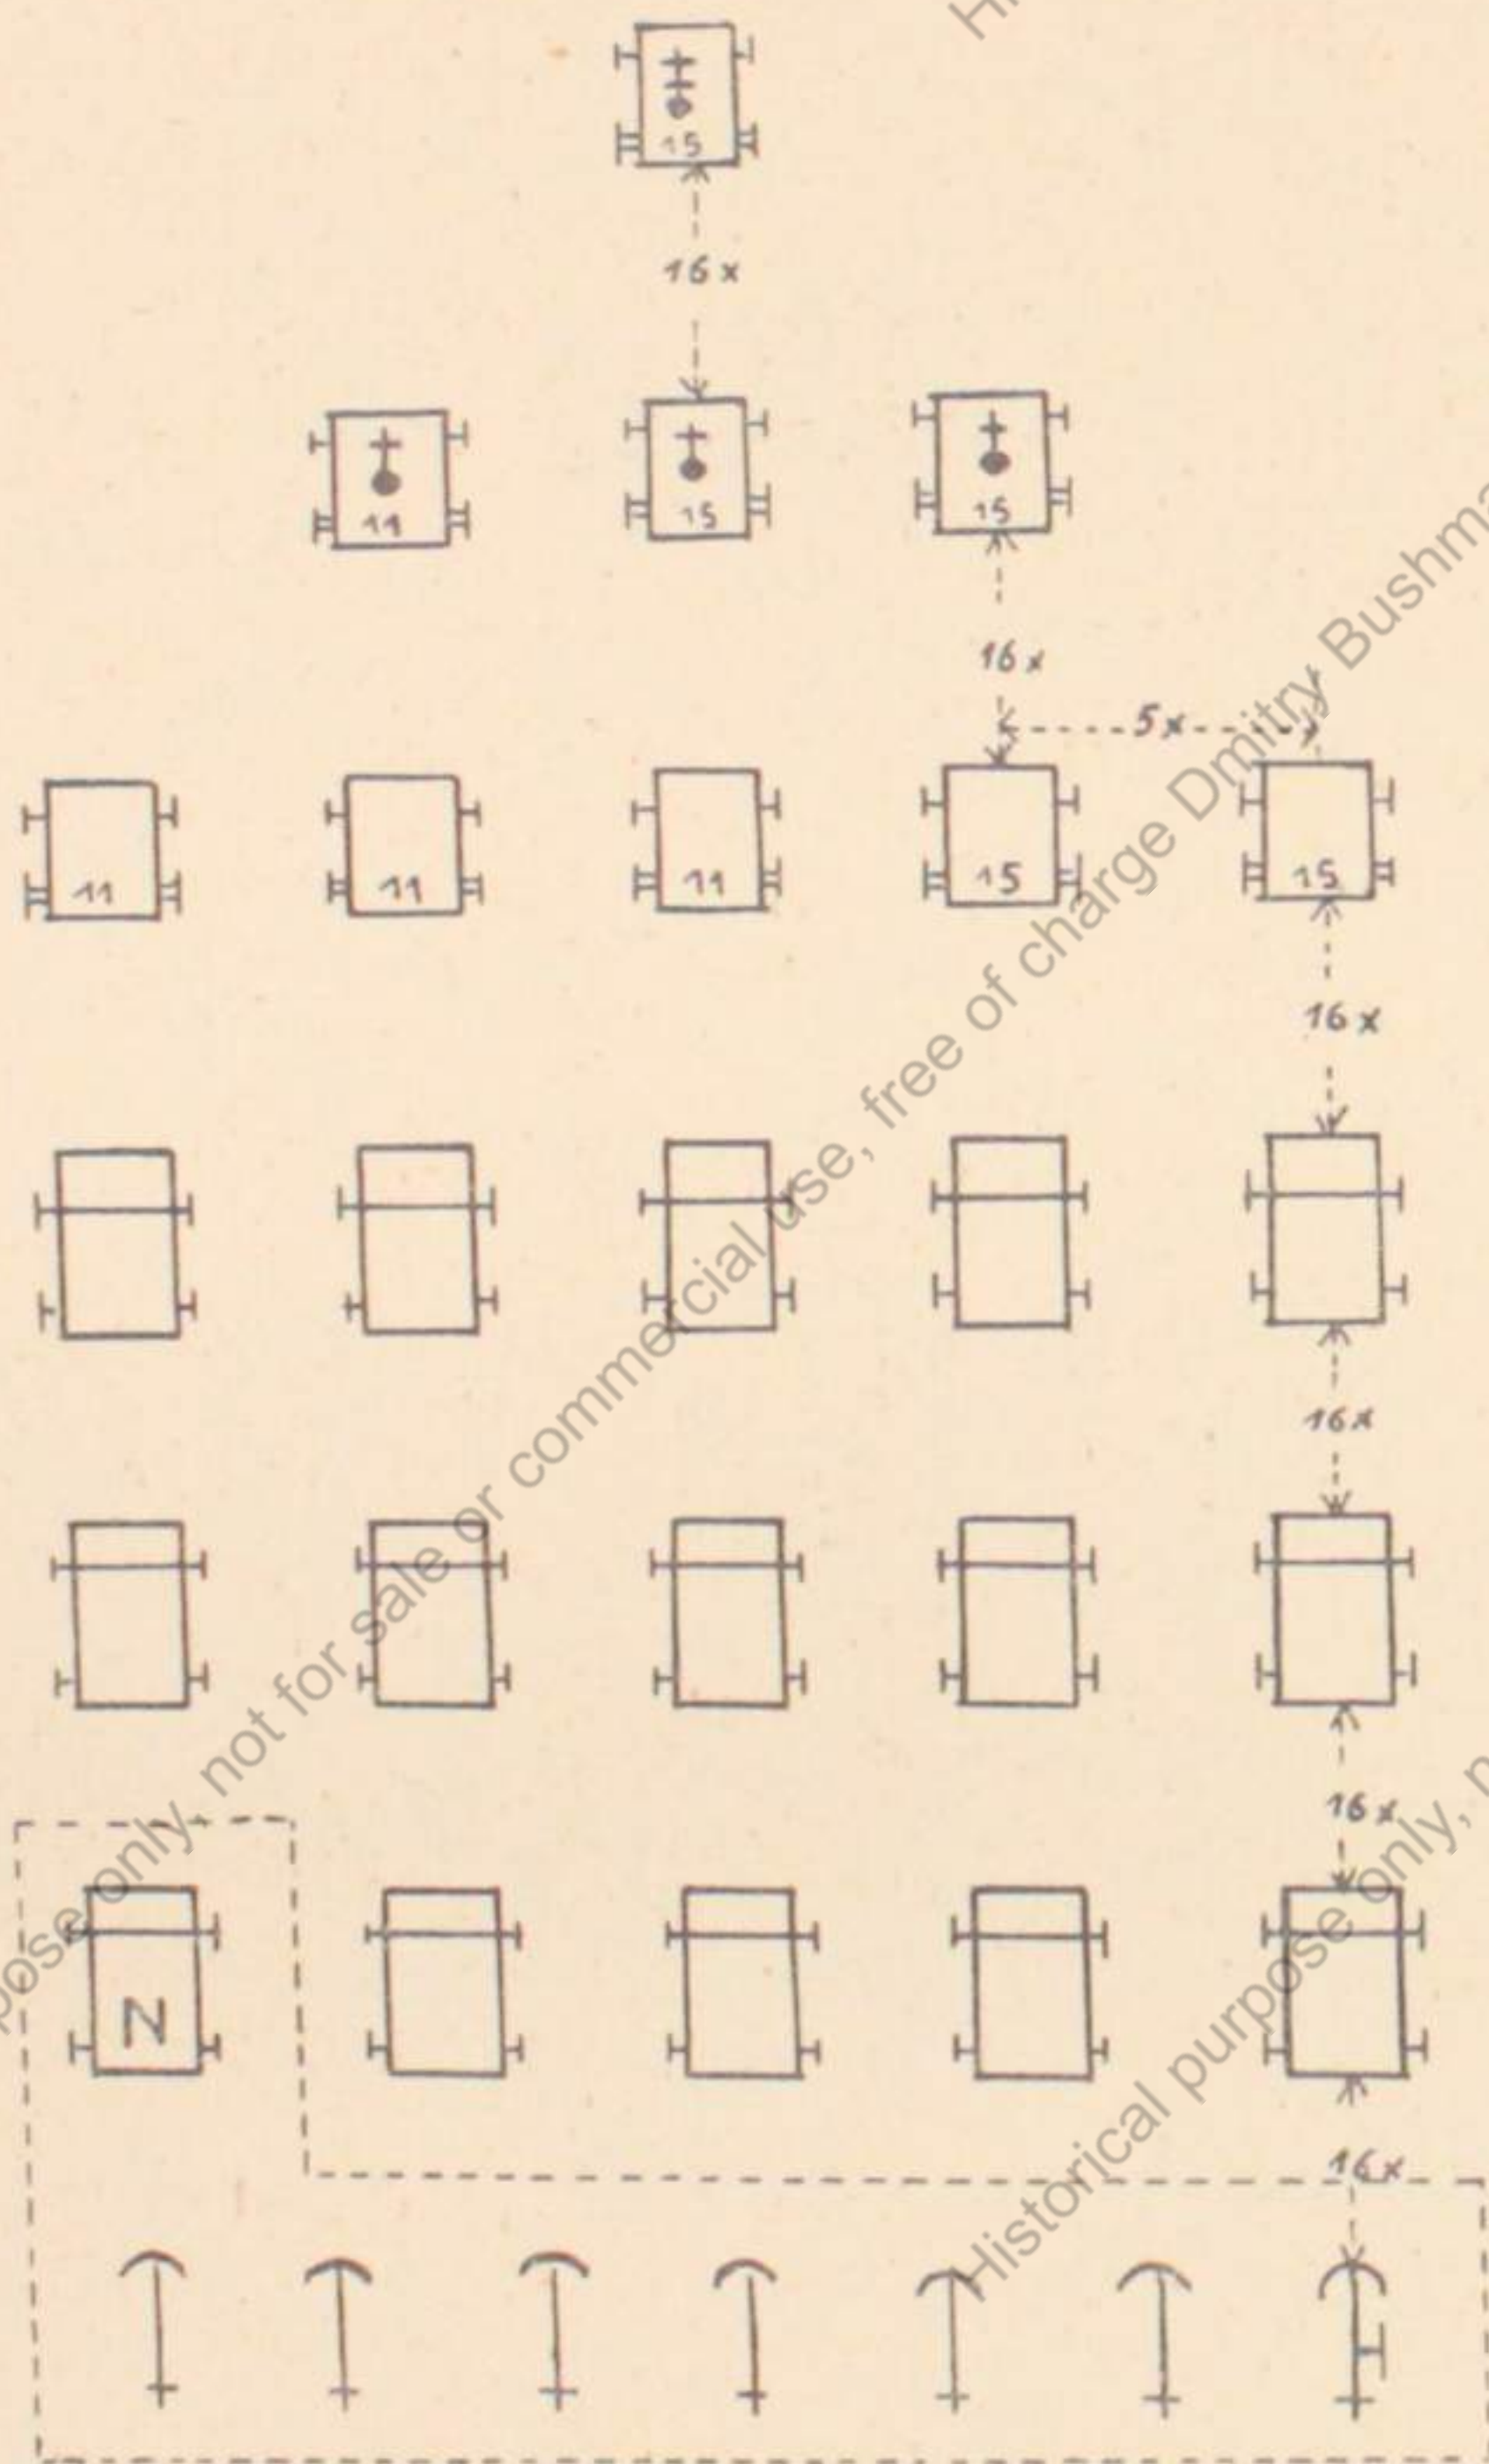 15
16 x
11 15 15
16 x
5 x
11 11 11 15 15
16 x
16 x
16 x
N
16 x
free of charge Dmitry
not for sale or commercial use,
Historical purpose only,